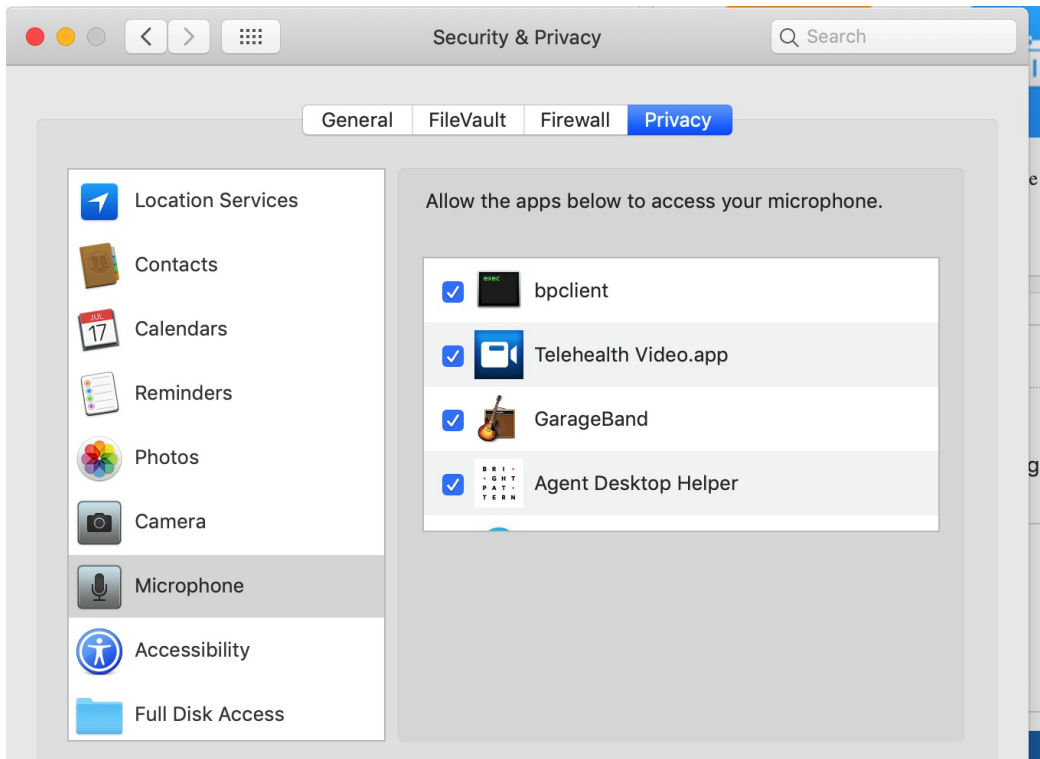 Security & Privacy
Search
General FileVault Firewall Privacy
Location Services
Contacts
JUL
17
Calendars
Reminders
Photos
Camera
Microphone
Accessibility
Full Disk Access
Allow the apps below to access your microphone.
exec
bpclient
Telehealth Video.app
GarageBand
BRI·
·GHT
PAT·
TERN
Agent Desktop Helper
e
g